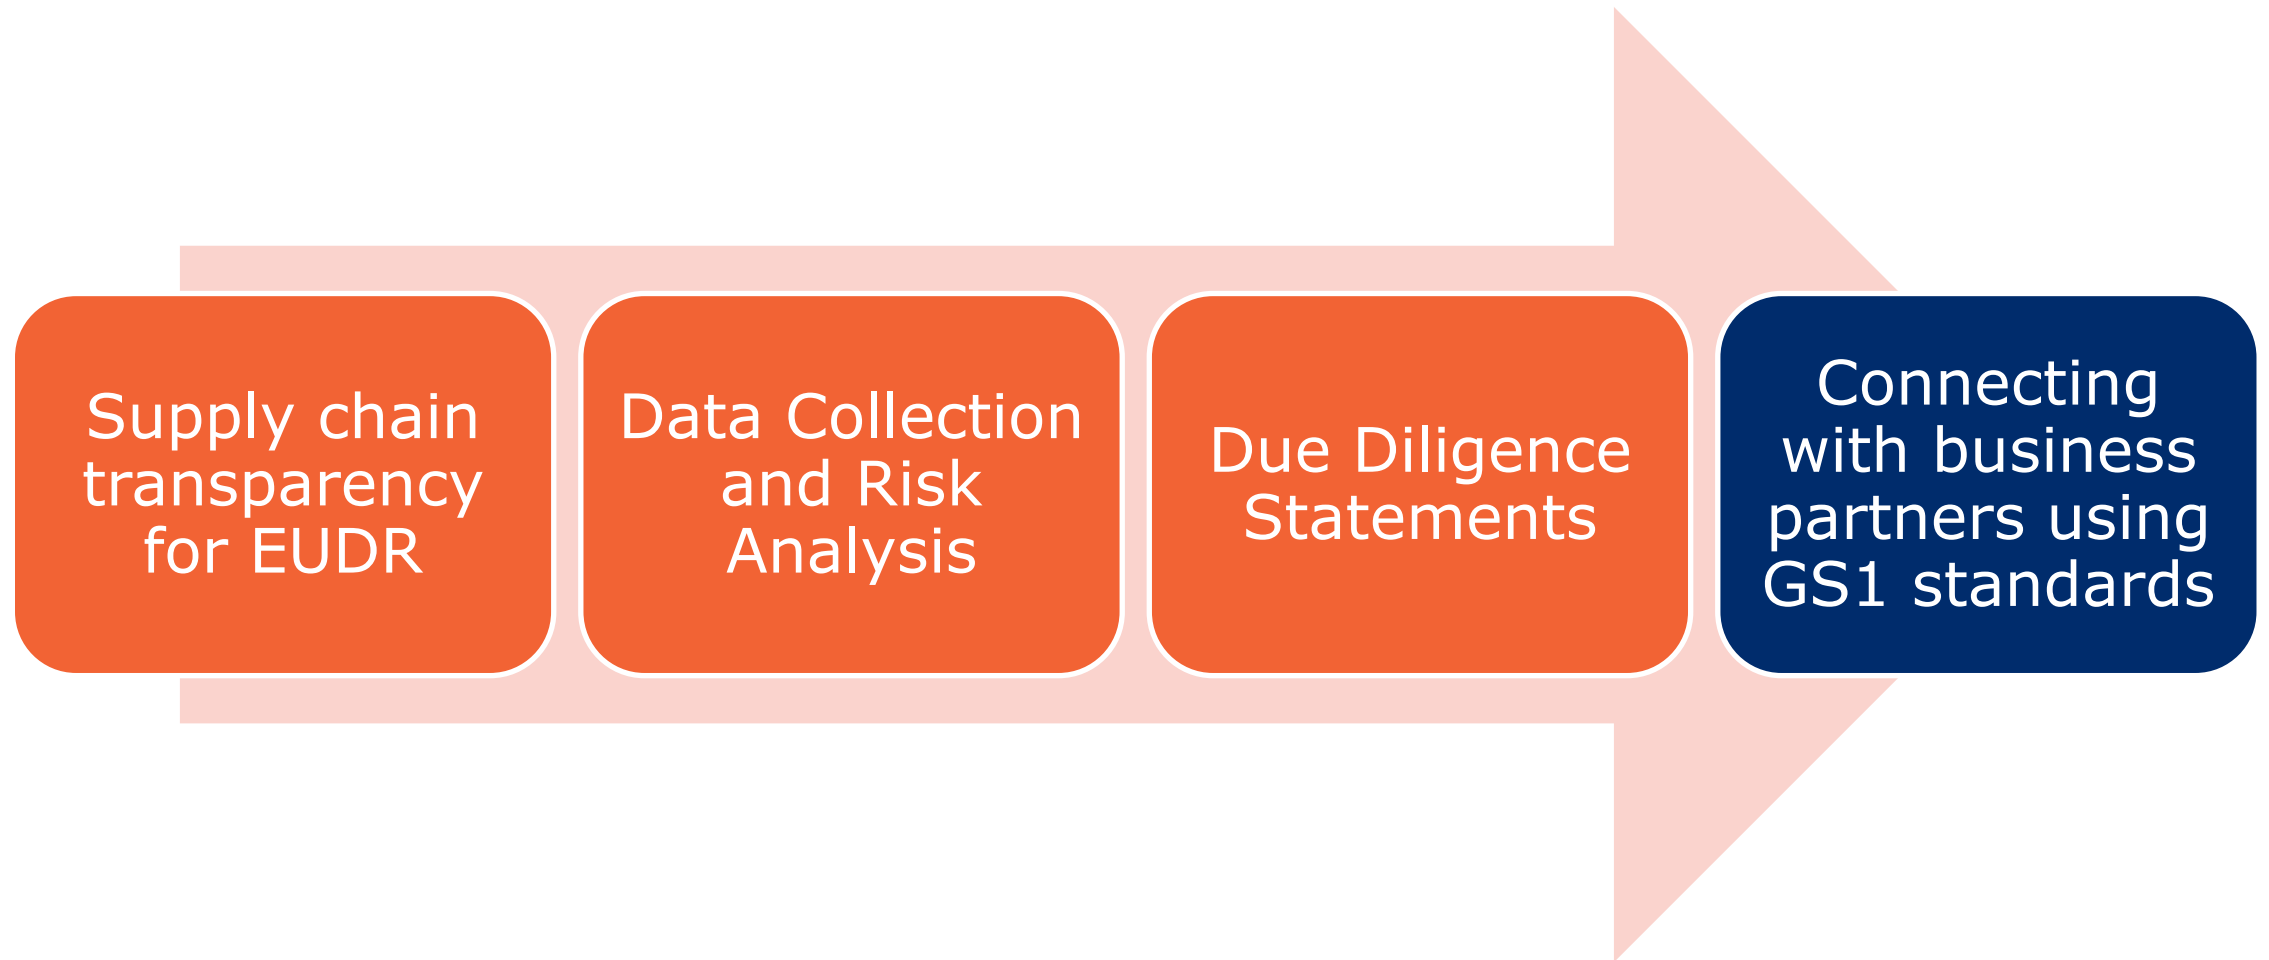 Supply chain
transparency
for EUDR
Data Collection
and Risk
Analysis
Due Diligence
Statements
Connecting
with business
partners using
GS1 standards